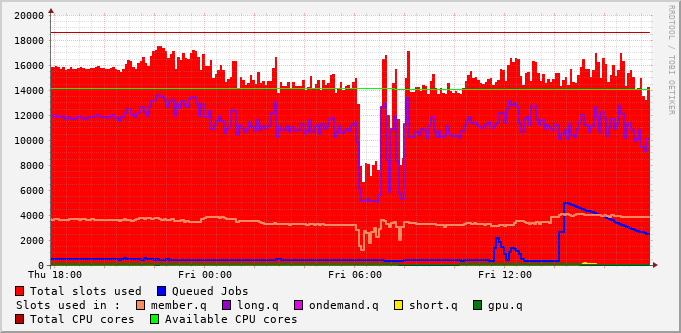 20000
18000
16000
14000
12000
10000
8000
6000
4000
2000
0
Thu 18:00 Fri 00:00 Fri 06:00 Fri 12:00
Total slots used Queued Jobs
Slots used in : member.q long.q ondemand.q short.q gpu.q
Total CPU cores Available CPU cores
RRDTOOL / TOBI OETIKER